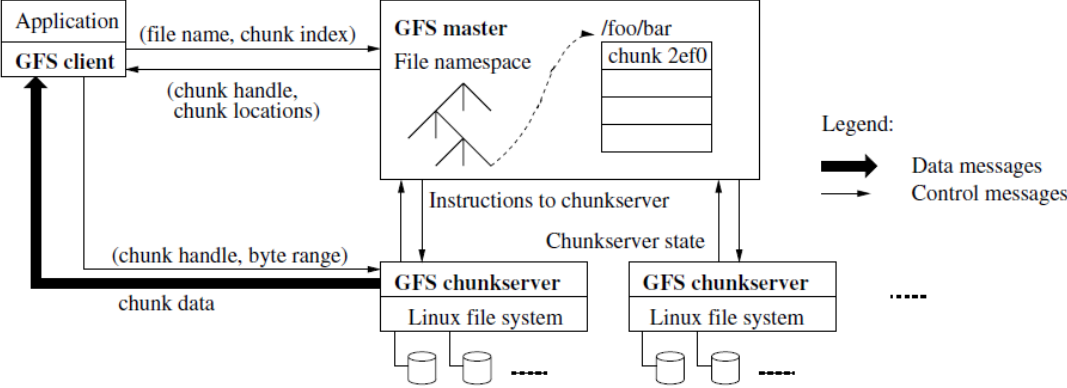 Application
GFS client
(file name, chunk index)
(chunk handle,
chunk locations)
GFS master
File namespace
/foo/bar
chunk 2ef0
Legend:
Data messages
Control messages
Instructions to chunkserver
Chunkserver state
(chunk handle, byte range)
chunk data
GFS chunkserver
Linux file system
GFS chunkserver
Linux file system